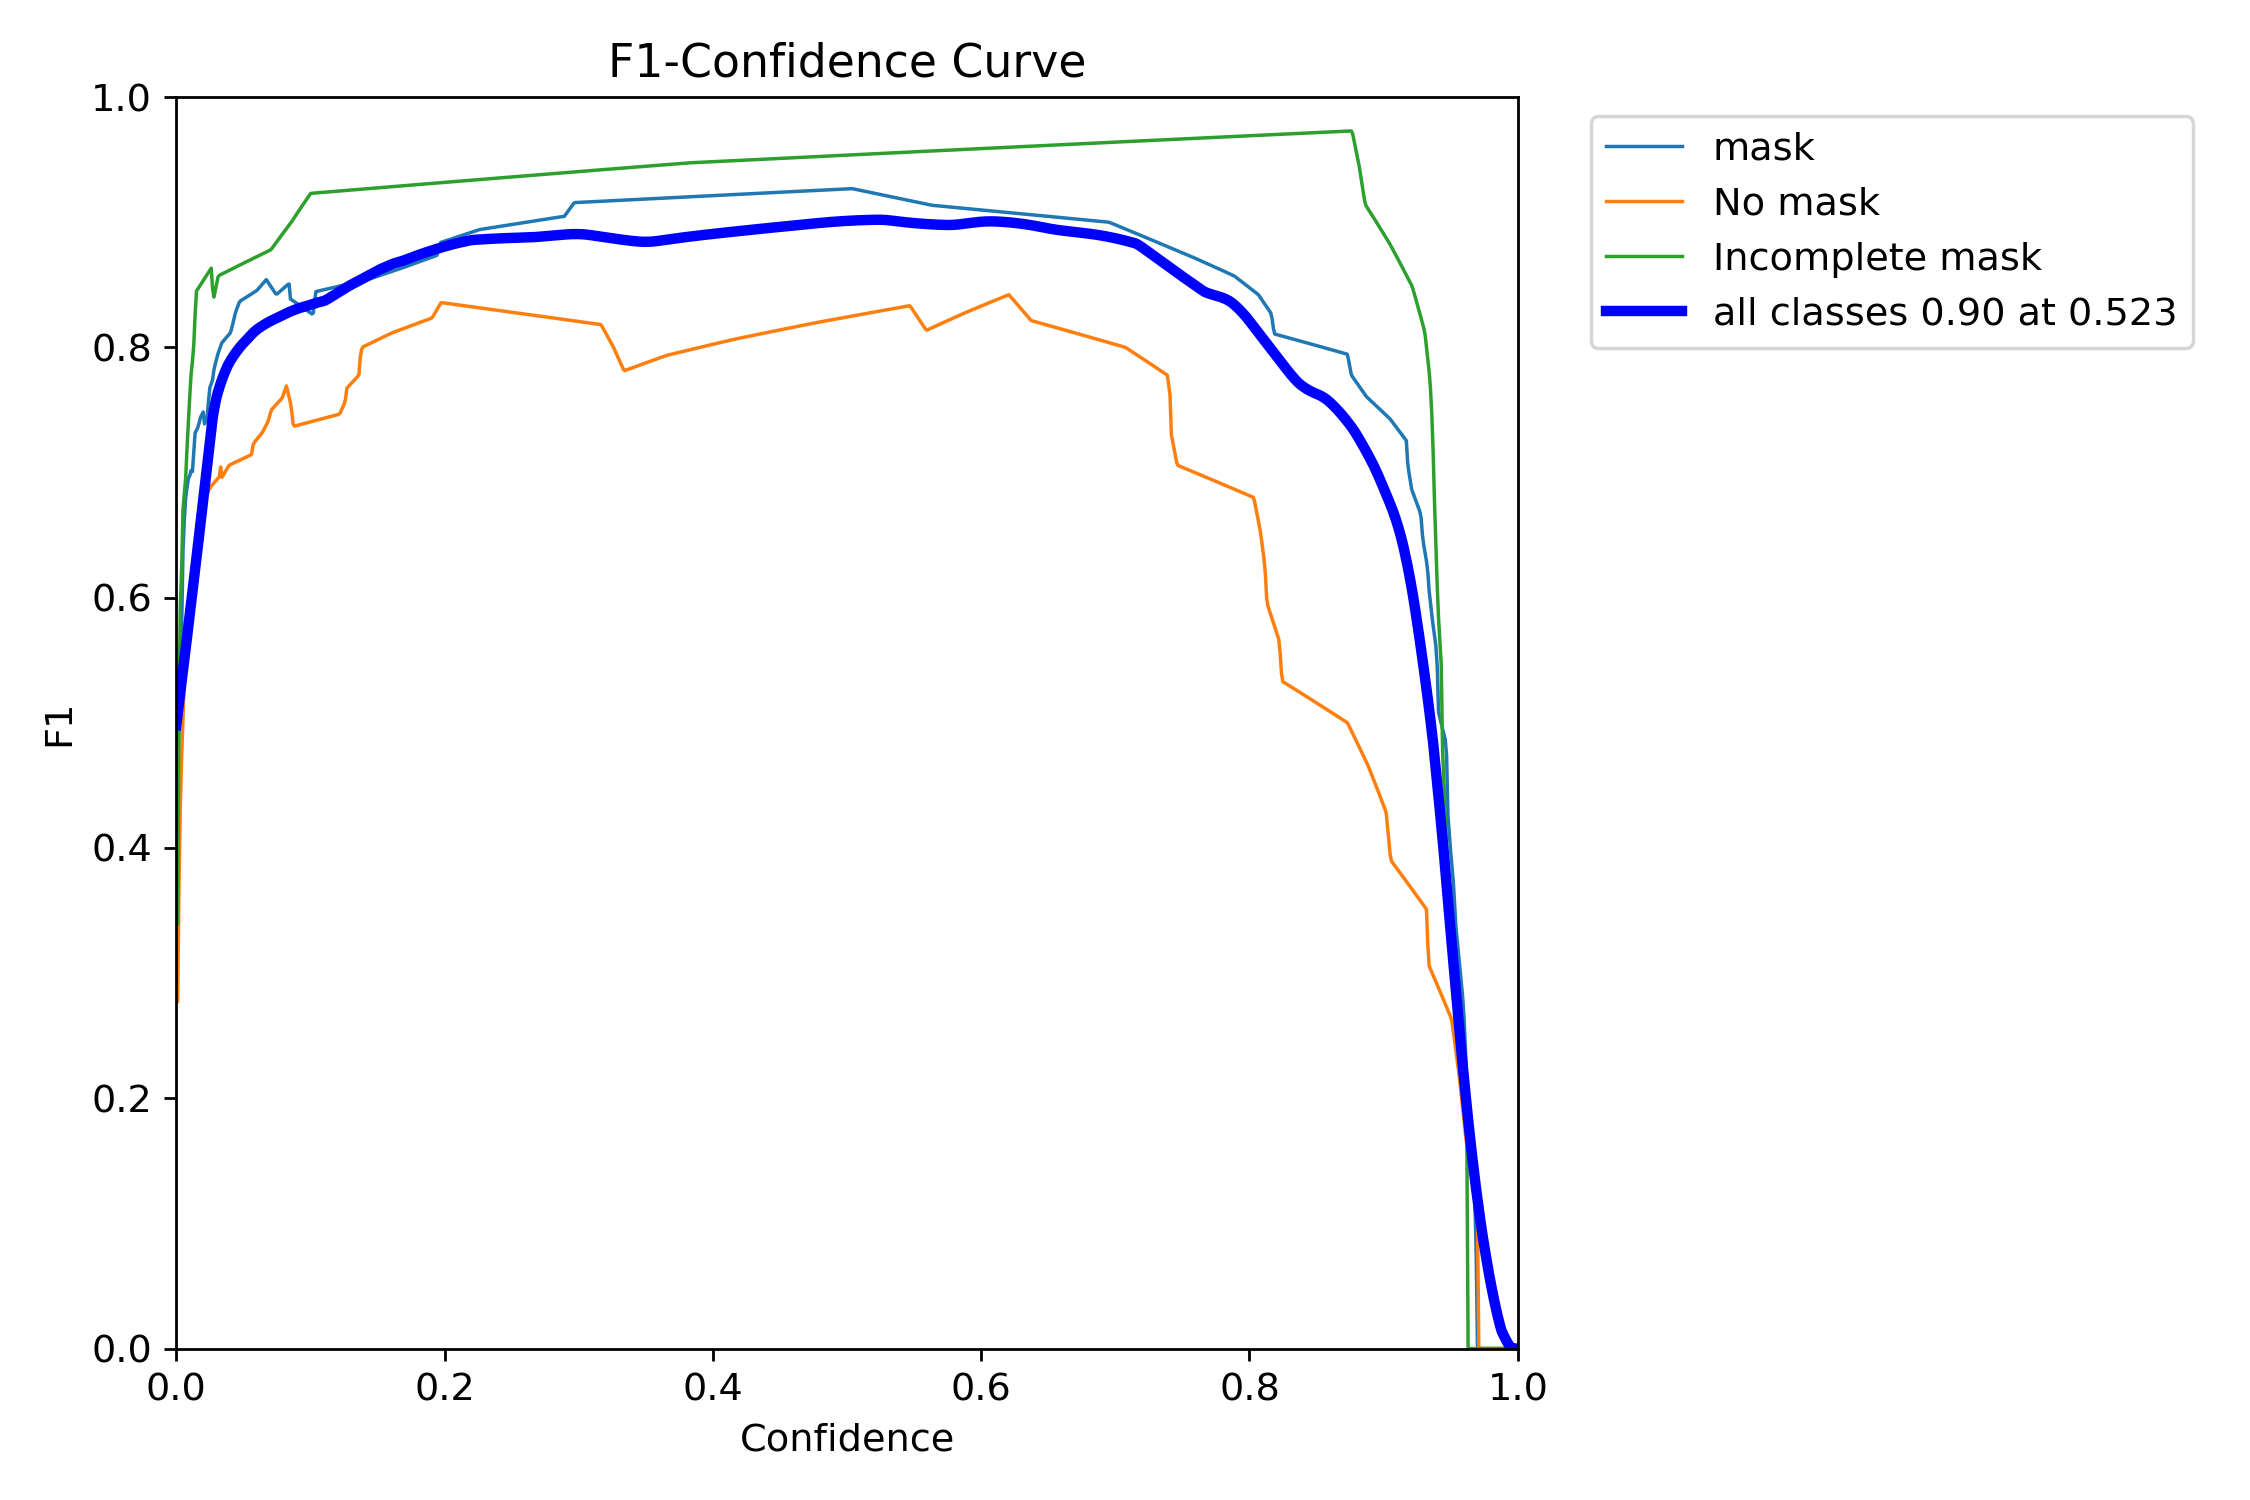 F1-Confidence Curve
1.0
0.8
0.6
0.4
0.2
0.0
F1
0.0 0.2 0.4 0.6 0.8 1.0
Confidence
mask
No mask
Incomplete mask
all classes 0.90 at 0.523